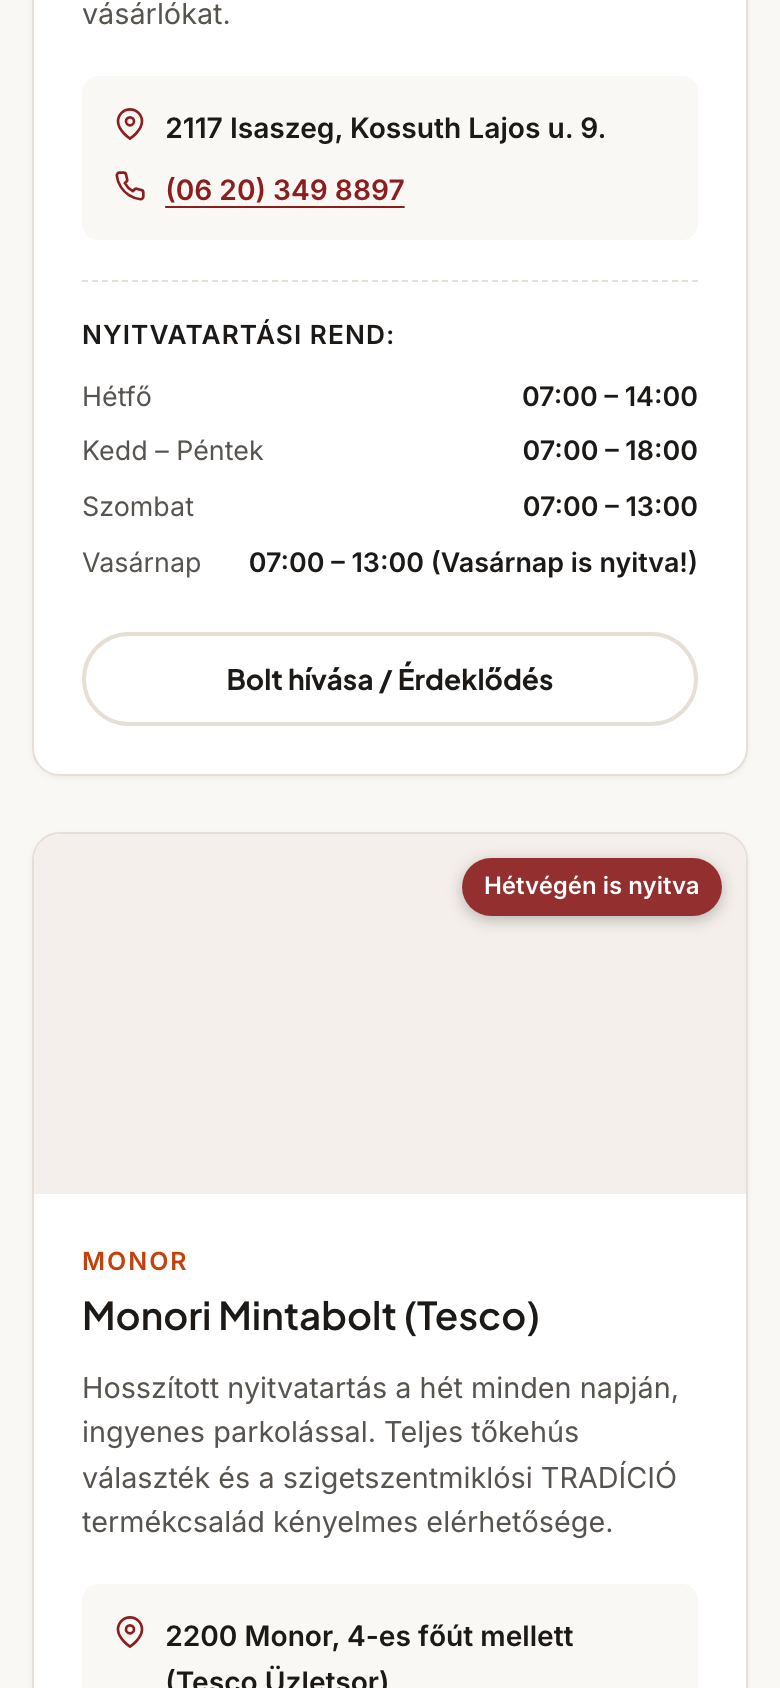 vásárlókat.
2117 Isaszeg, Kossuth Lajos u. 9.
(06 20) 349 8897
NYITVATARTÁSI REND:
Hétfő 07:00 – 14:00
Kedd – Péntek 07:00 – 18:00
Szombat 07:00 – 13:00
Vasárnap 07:00 – 13:00 (Vasárnap is nyitva!)
Bolt hívása / Érdeklődés
Hétvégén is nyitva
MONOR
Monori Mintabolt (Tesco)
Hosszított nyitvatartás a hét minden napján,
ingyenes parkolással. Teljes tőkehús
választék és a szigetszentmiklósi TRADÍCIÓ
termékcsalád kényelmes elérhetősége.
2200 Monor, 4-es főút mellett
(Tesco Üzletsor)